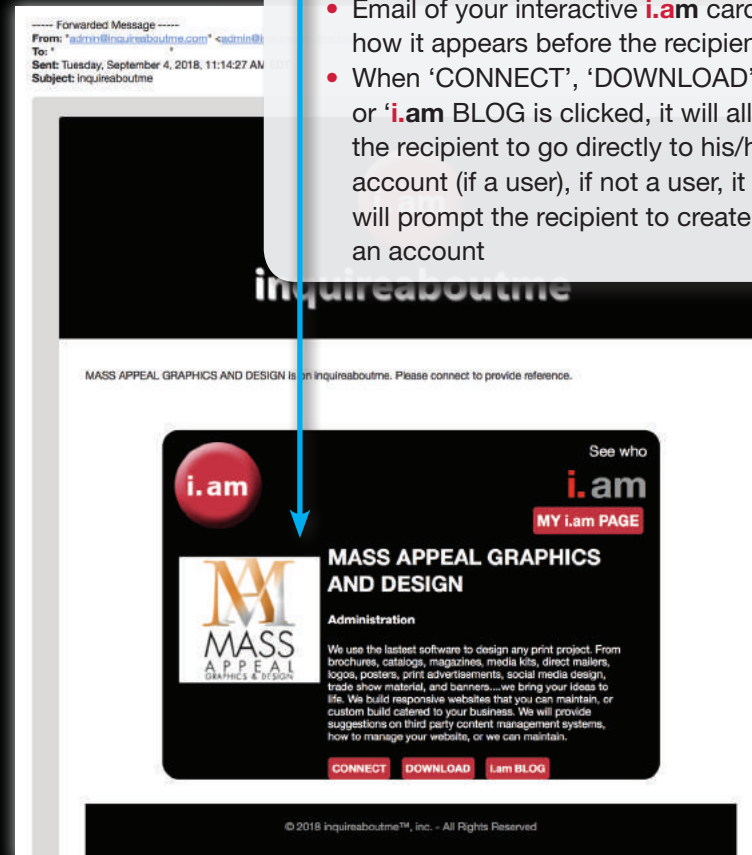 ----- Forwarded Message -----
From: "admin@inquireaboutme.com" <admin@i
To: " "
Sent: Tuesday, September 4, 2018, 11:14:27 AM
Subject: inquireaboutme
• Email of your interactive i.am card
how it appears before the recipien
• When ‘CONNECT’, ‘DOWNLOAD’
or ‘i.am BLOG is clicked, it will all
the recipient to go directly to his/h
account (if a user), if not a user, it
will prompt the recipient to create
an account
i.am
inquireaboutme
MASS APPEAL GRAPHICS AND DESIGN is on inquireaboutme. Please connect to provide reference.
i.am
See who
i.am
MY i.am PAGE
MASS APPEAL GRAPHICS
AND DESIGN
MASS
APPEAL
GRAPHICS & DESIGN
Administration
We use the lastest software to design any print project. From
brochures, catalogs, magazines, media kits, direct mailers,
logos, posters, print advertisements, social media design,
trade show material, and banners....we bring your ideas to
life. We build responsive websites that you can maintain, or
custom build catered to your business. We will provide
suggestions on third party content management systems,
how to manage your website, or we can maintain.
CONNECT DOWNLOAD i.am BLOG
© 2018 inquireaboutme™, inc. - All Rights Reserved